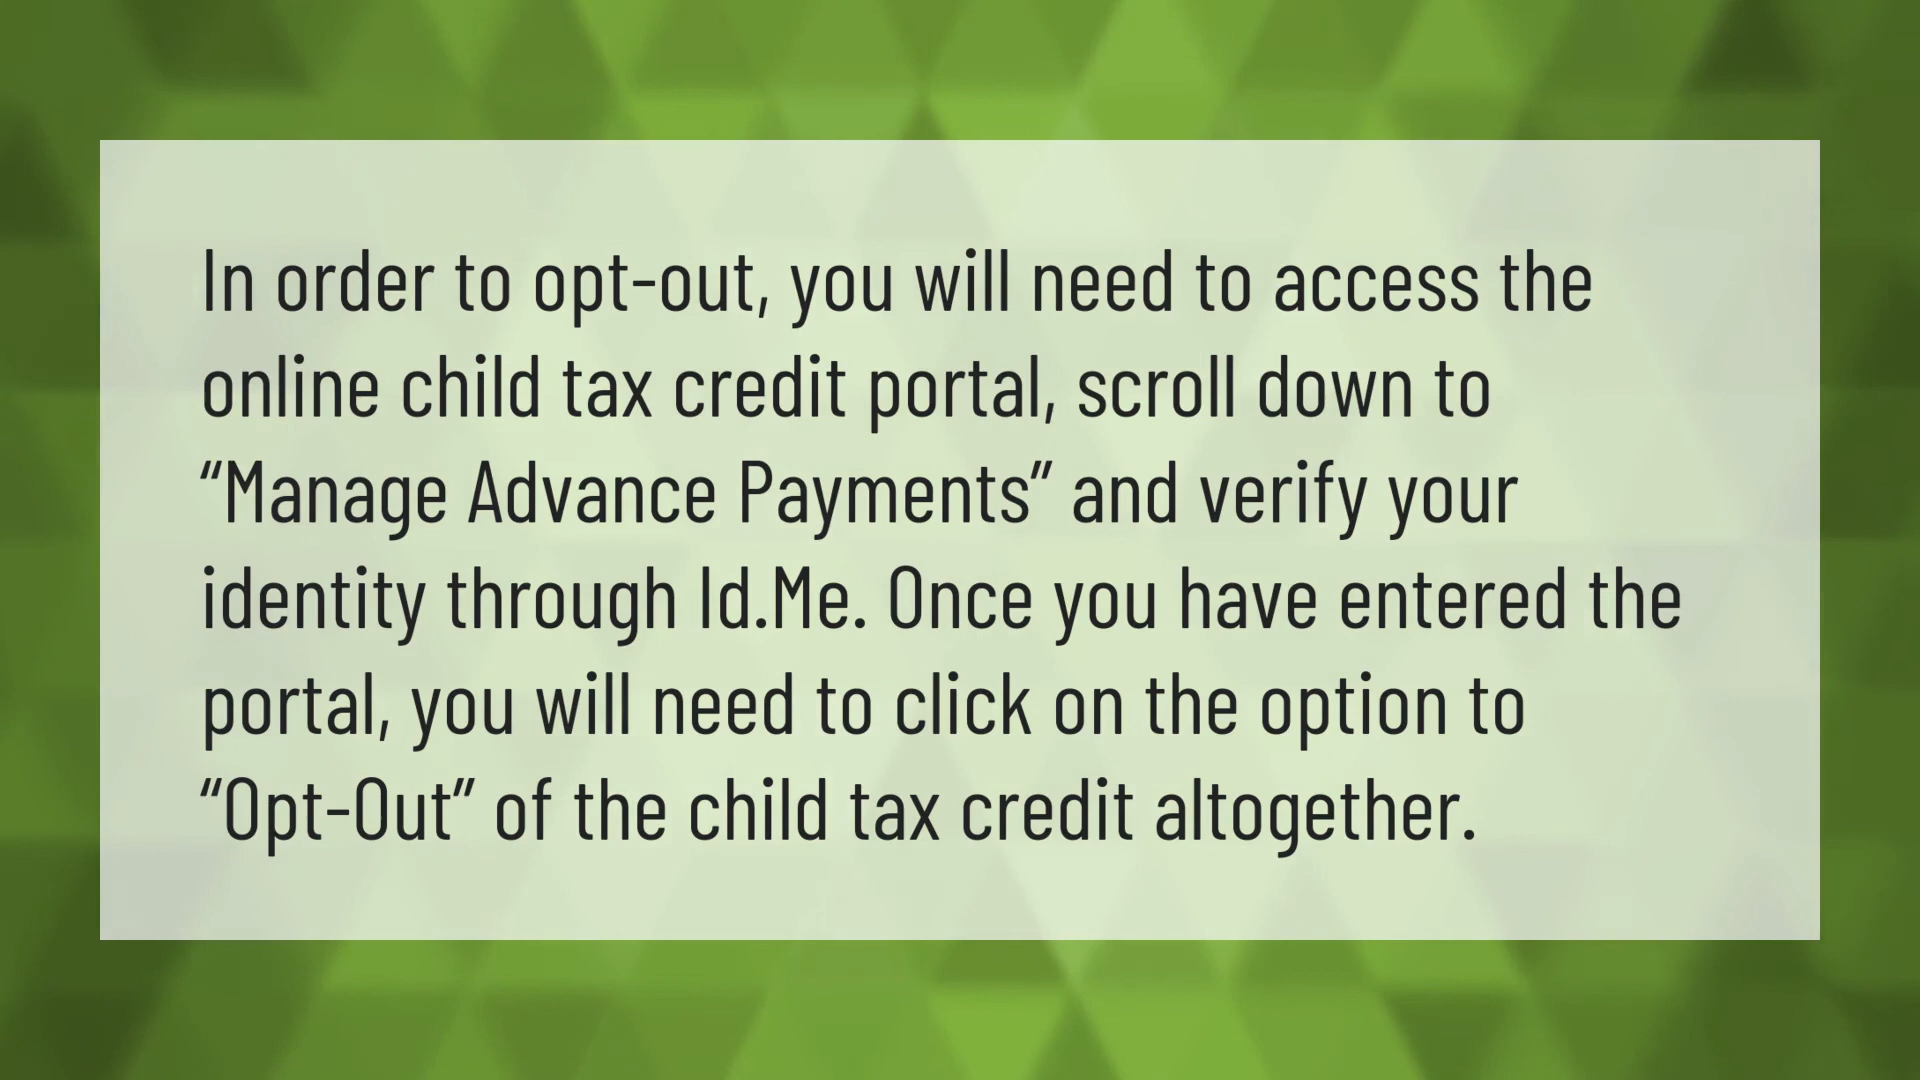 In order to opt-out, you will need to access the
online child tax credit portal, scroll down to
“Manage Advance Payments” and verify your
identity through Id.Me. Once you have entered the
portal, you will need to click on the option to
“Opt-Out” of the child tax credit altogether.